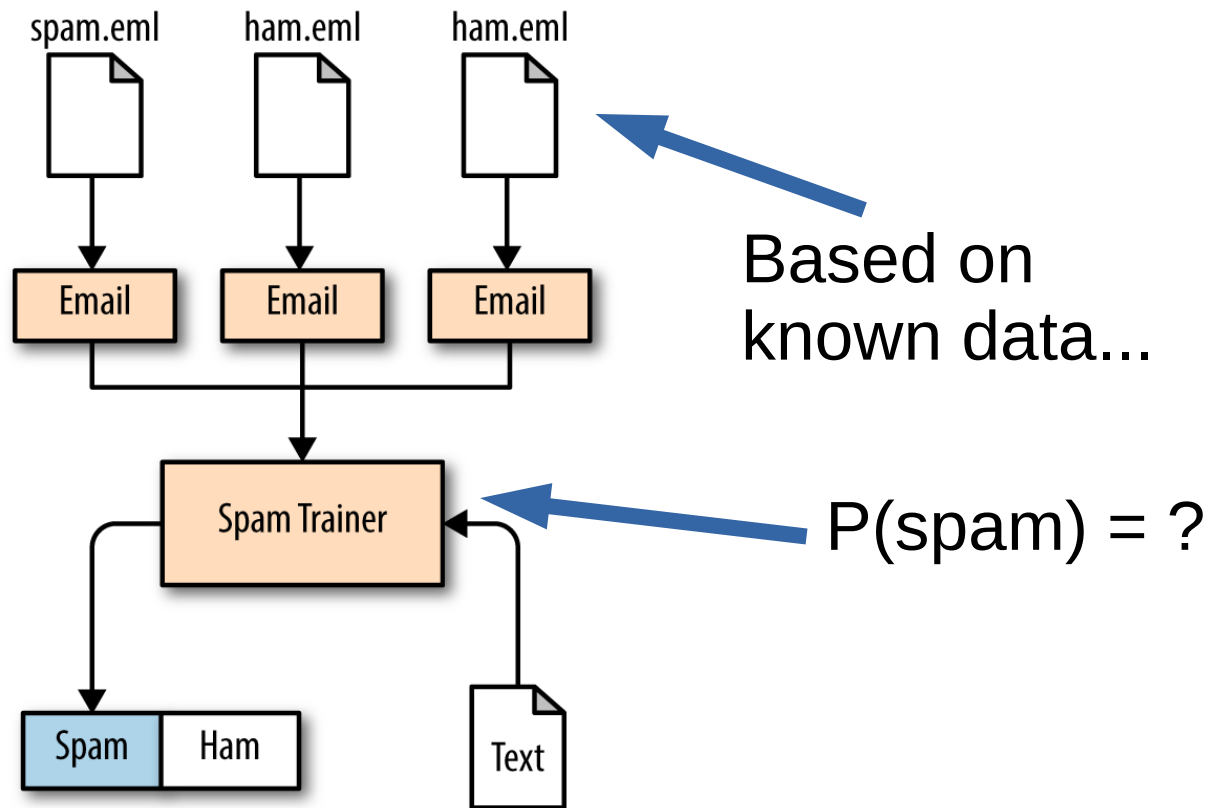 spam.eml
ham.eml
ham.eml
Email
Email
Email
Based on
known data...
Spam Trainer
P(spam) = ?
Spam
Ham
Text